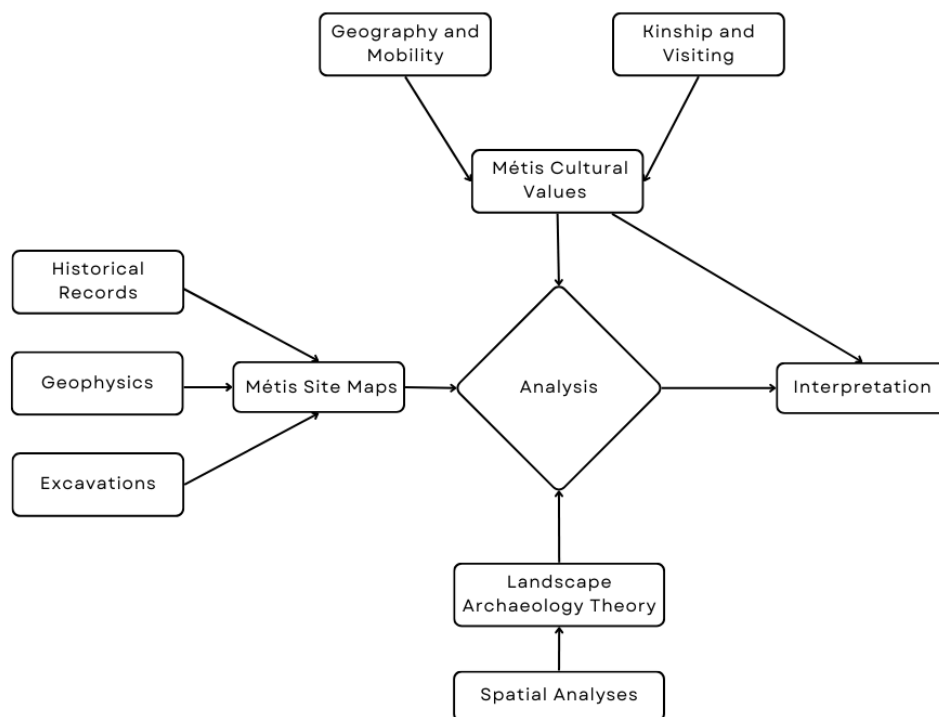 Geography and
Mobility
Kinship and
Visiting
Métis Cultural
Values
Historical
Records
Geophysics
Métis Site Maps
Analysis
Interpretation
Excavations
Landscape
Archaeology Theory
Spatial Analyses